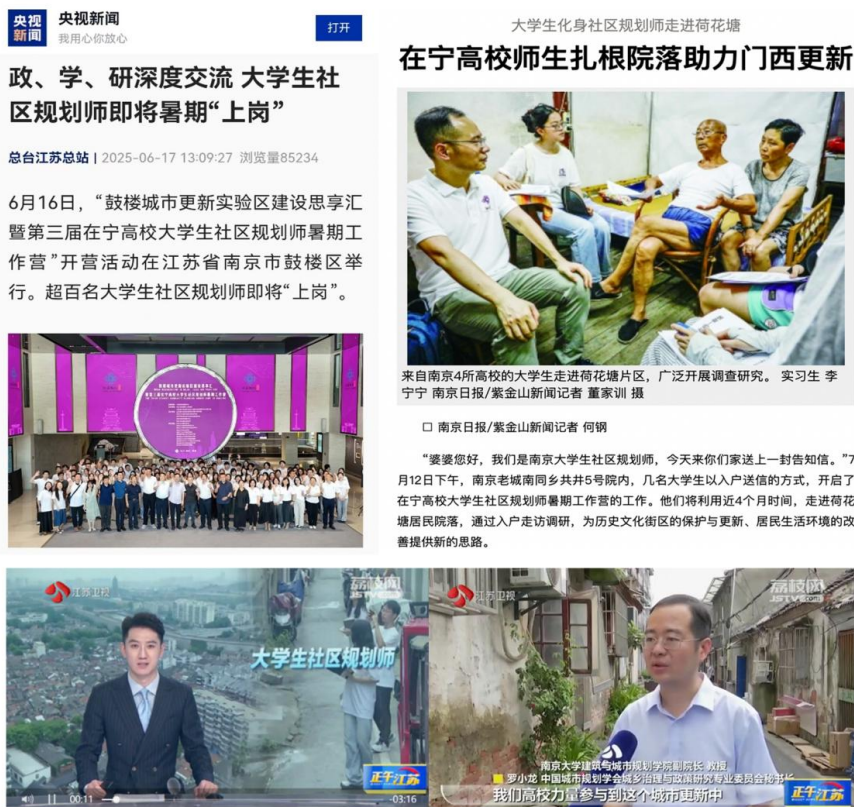 央视新闻
央视新闻
我用心你放心
打开
政、学、研深度交流 大学生社
区规划师即将暑期“上岗”
总台江苏总站 | 2025-06-17 13:09:27 浏览量85234
6月16日，“鼓楼城市更新实验区建设思享汇
暨第三届在宁高校大学生社区规划师暑期工
作营”开营活动在江苏省南京市鼓楼区举
行。超百名大学生社区规划师即将“上岗”。
大学生化身社区规划师走进荷花塘
在宁高校师生扎根院落助力门西更新
来自南京4所高校的大学生走进荷花塘片区，广泛开展调查研究。 实习生 李
宁宁 南京日报/紫金山新闻记者 董家训 摄
□ 南京日报/紫金山新闻记者 何钢
“婆婆您好，我们是南京大学生社区规划师，今天来你们家送上一封告知信。”7
月12日下午，南京老城南同乡共井5号院内，几名大学生以入户送信的方式，开启了
在宁高校大学生社区规划师暑期工作营的工作。他们将利用近4个月时间，走进荷花
塘居民院落，通过入户走访调研，为历史文化街区的保护与更新、居民生活环境的改
善提供新的思路。
江苏卫视
荔枝网
JSTV.com
大学生社区规划师
正午江苏
00:11
-03:16
江苏卫视
荔枝网
JSTV.com
南京大学建筑与城市规划学院副院长 教授
罗小龙 中国城市规划学会城乡治理与政策研究专业委员会秘书长
我们高校力量参与到这个城市更新中
正午江苏